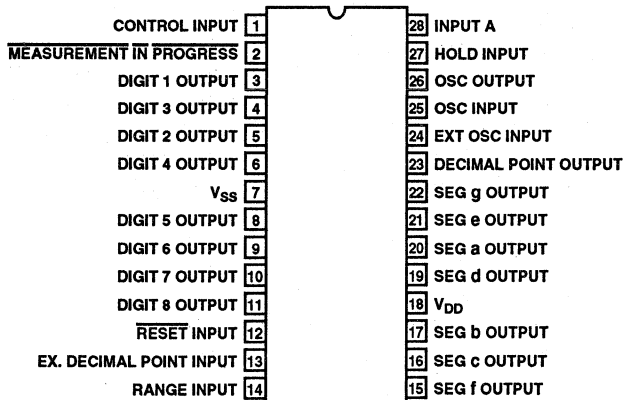 CONTROL INPUT 1 28 INPUT A
MEASUREMENT IN PROGRESS 2 27 HOLD INPUT
DIGIT 1 OUTPUT 3 26 OSC OUTPUT
DIGIT 3 OUTPUT 4 25 OSC INPUT
DIGIT 2 OUTPUT 5 24 EXT OSC INPUT
DIGIT 4 OUTPUT 6 23 DECIMAL POINT OUTPUT
VSS 7 22 SEG g OUTPUT
DIGIT 5 OUTPUT 8 21 SEG e OUTPUT
DIGIT 6 OUTPUT 9 20 SEG a OUTPUT
DIGIT 7 OUTPUT 10 19 SEG d OUTPUT
DIGIT 8 OUTPUT 11 18 VDD
RESET INPUT 12 17 SEG b OUTPUT
EX. DECIMAL POINT INPUT 13 16 SEG c OUTPUT
RANGE INPUT 14 15 SEG f OUTPUT